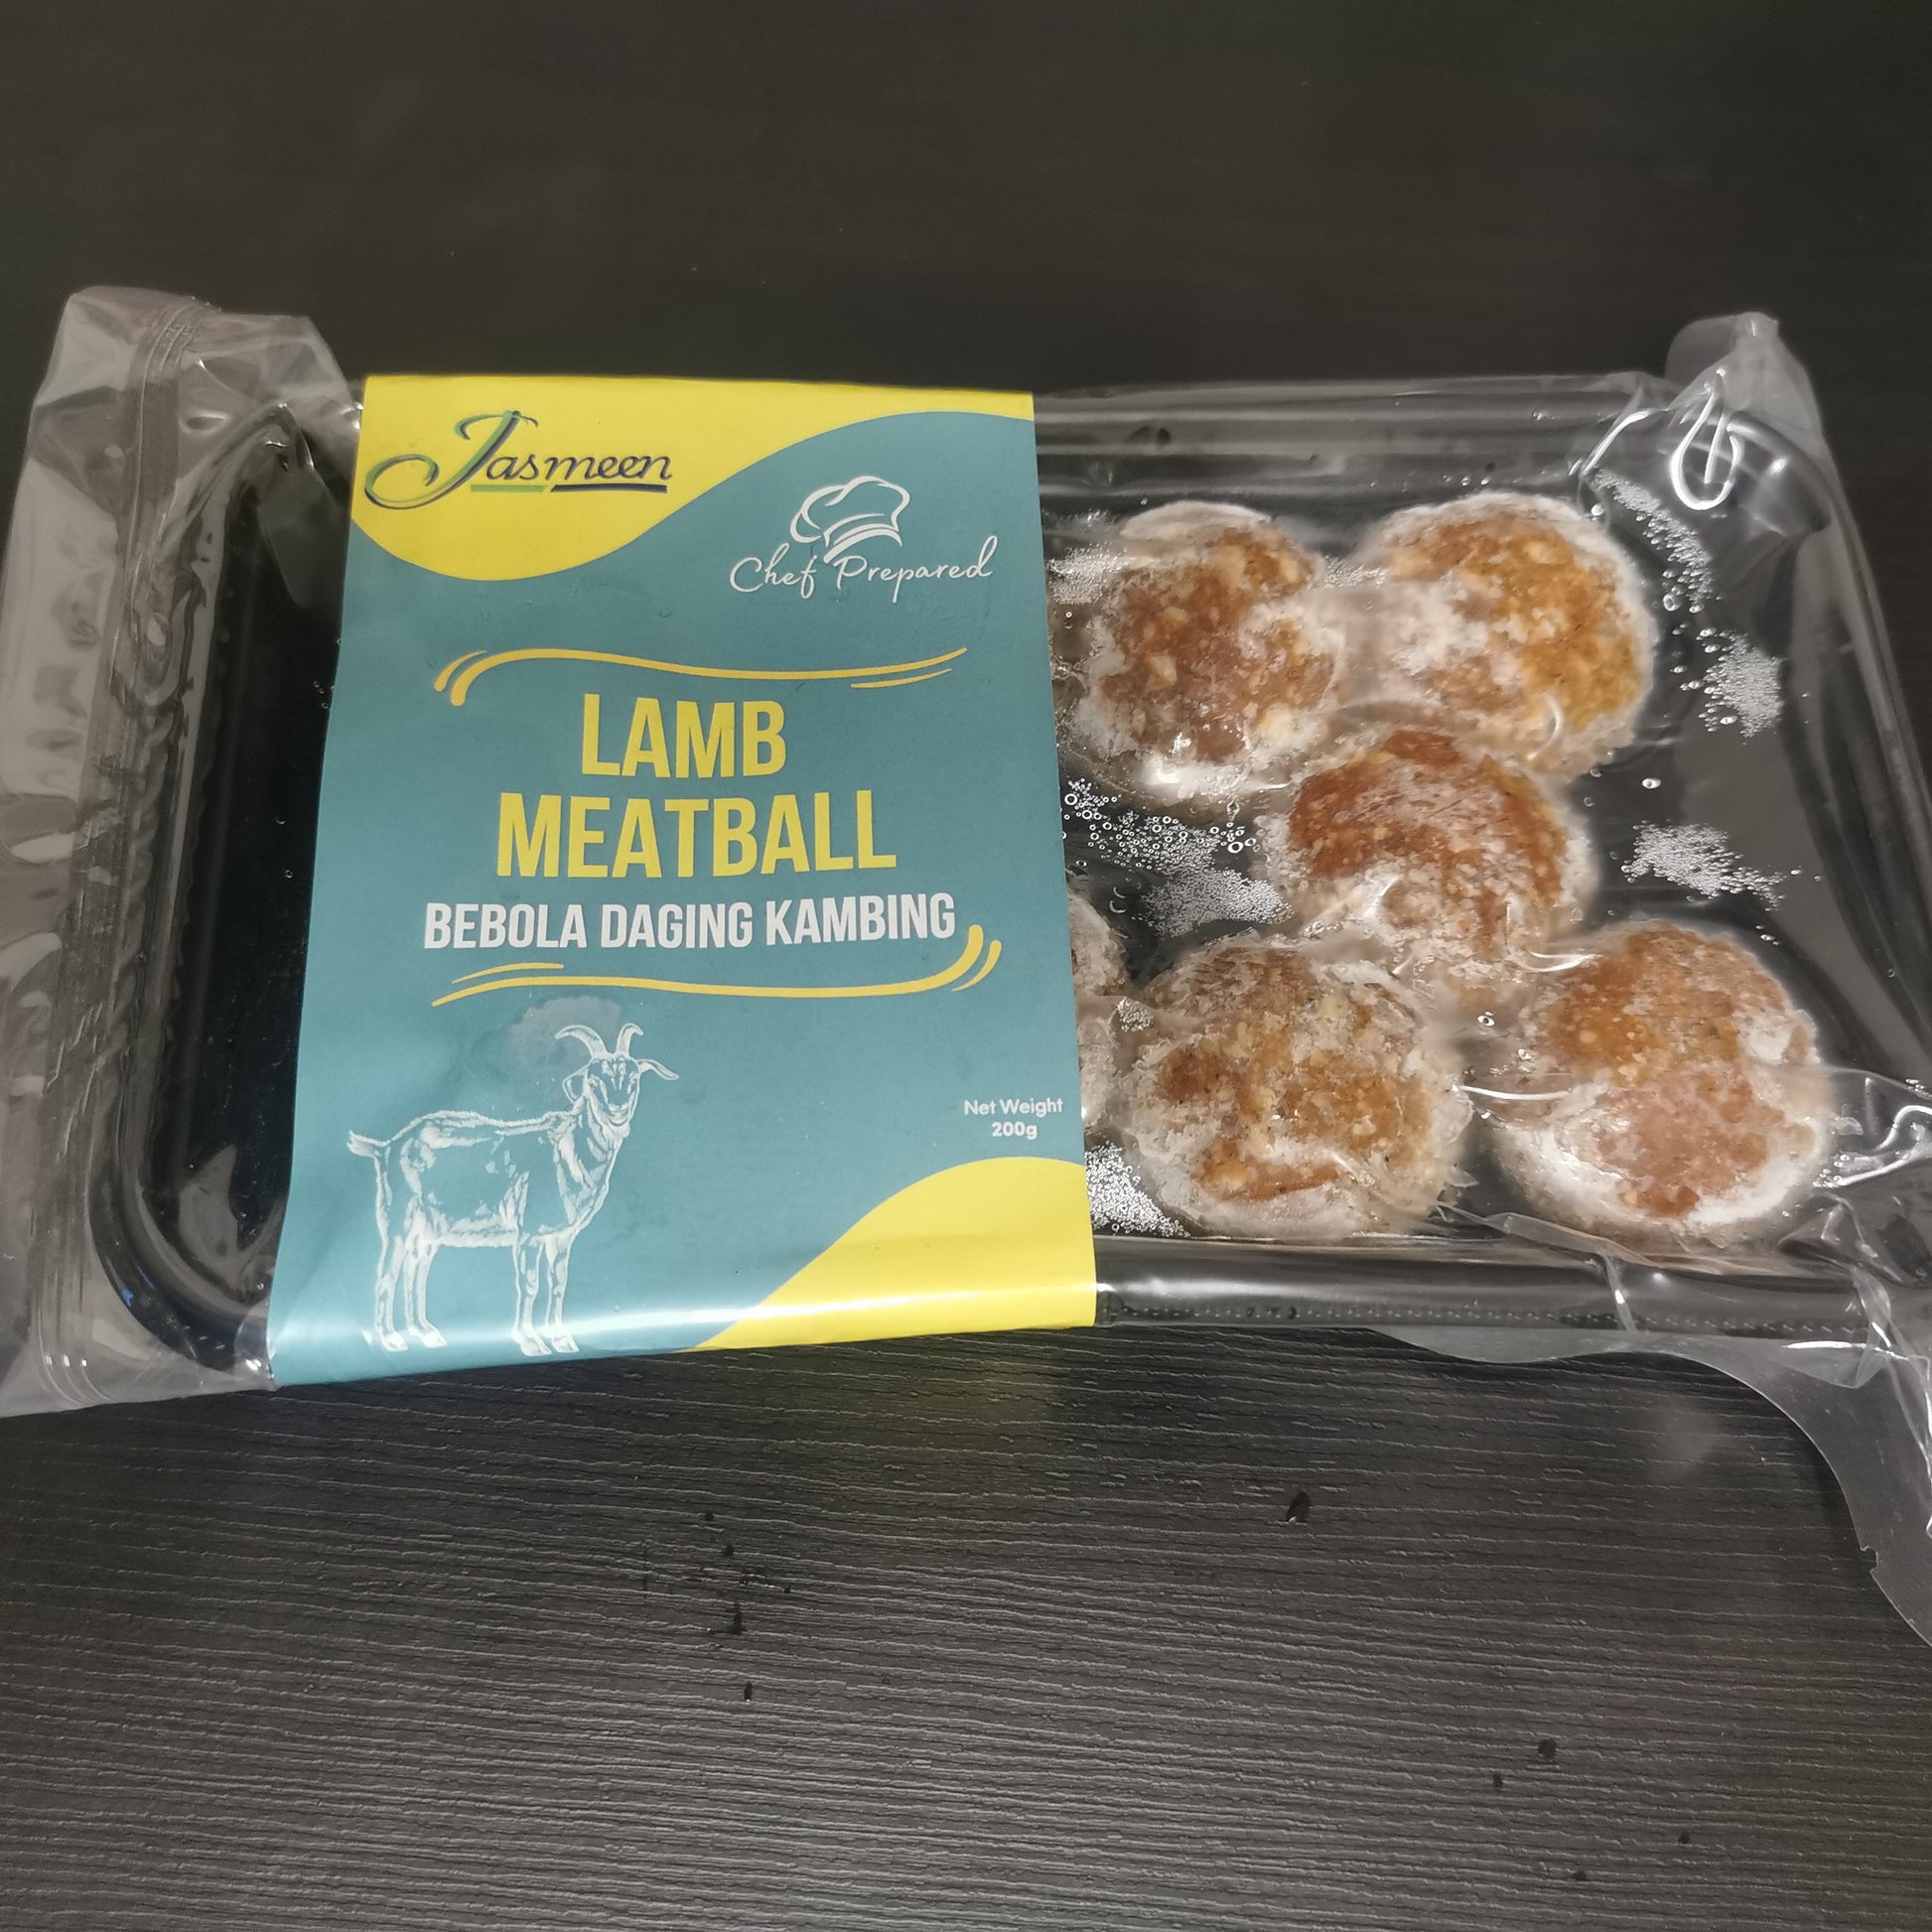 Jasmeen
Chef Prepared
LAMB
MEATBALL
BEBOLA DAGING KAMBING
Net Weight
200g